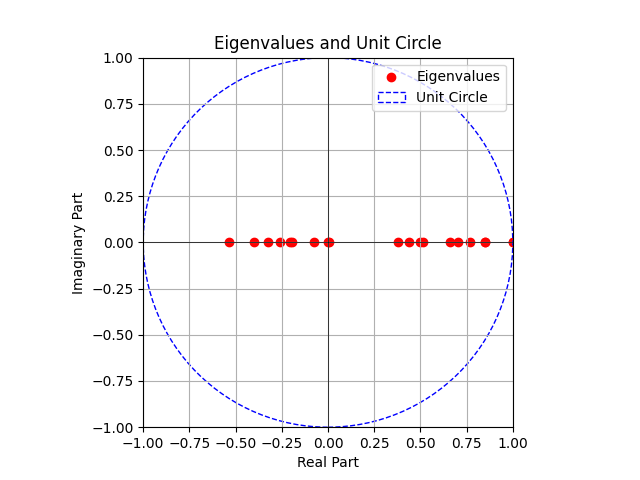 Eigenvalues and Unit Circle
Eigenvalues
Unit Circle
1.00
0.75
0.50
0.25
0.00
−0.25
−0.50
−0.75
−1.00
Imaginary Part
−1.00 −0.75 −0.50 −0.25 0.00 0.25 0.50 0.75 1.00
Real Part